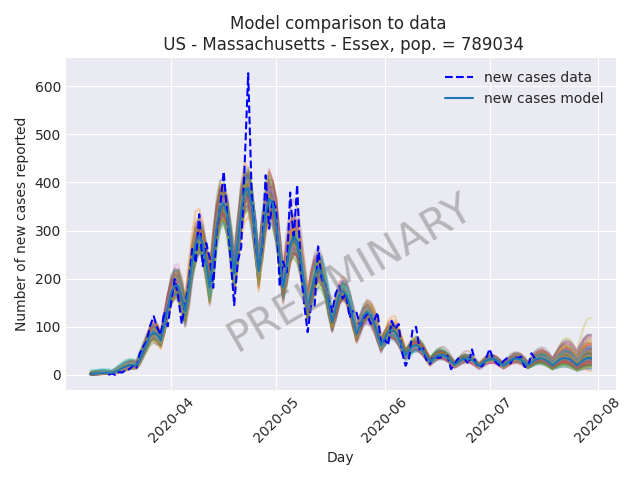 Model comparison to data
US - Massachusetts - Essex, pop. = 789034
new cases data
new cases model
Number of new cases reported
600
500
400
300
200
100
0
PRELIMINARY
2020-04
2020-05
2020-06
2020-07
2020-08
Day